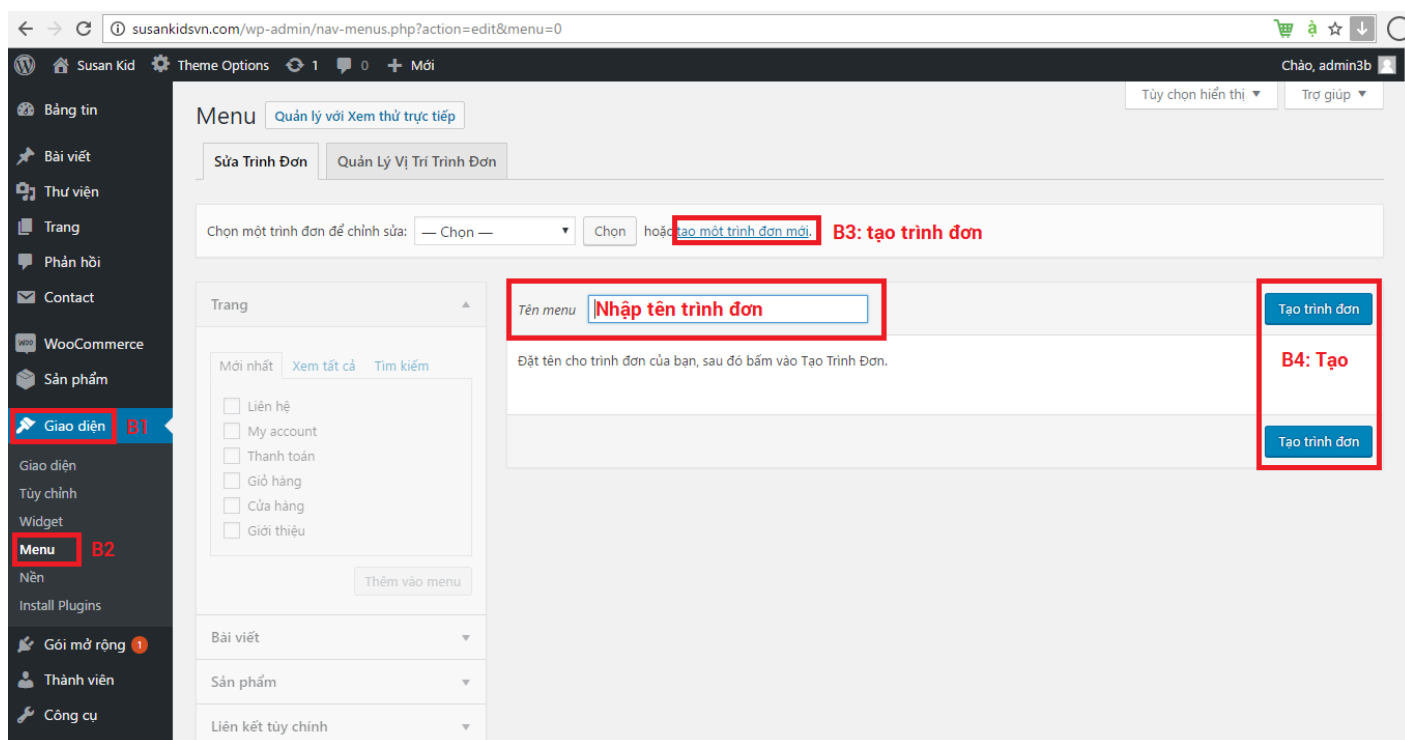 susankidsvn.com/wp-admin/nav-menus.php?action=edit&menu=0
Susan Kid Theme Options 1 0 Mới Chào, admin3b
Tùy chọn hiển thị Trợ giúp
Menu Quản lý với Xem thử trực tiếp
Sửa Trình Đơn Quản Lý Vị Trí Trình Đơn
Chọn một trình đơn để chỉnh sửa: — Chọn — Chọn hoặc tạo một trình đơn mới. B3: tạo trình đơn
Bảng tin
Bài viết
Thư viện
Trang
Phản hồi
Contact
WooCommerce
Sản phẩm
Giao diện B1
Giao diện
Tùy chỉnh
Widget
Menu B2
Nền
Install Plugins
Gói mở rộng 1
Thành viên
Công cụ
Trang
Mới nhất Xem tất cả Tìm kiếm
Liên hệ
My account
Thanh toán
Giỏ hàng
Cửa hàng
Giới thiệu
Thêm vào menu
Bài viết
Sản phẩm
Liên kết tùy chỉnh
Tên menu Nhập tên trình đơn Tạo trình đơn
Đặt tên cho trình đơn của bạn, sau đó bấm vào Tạo Trình Đơn. B4: Tạo
Tạo trình đơn